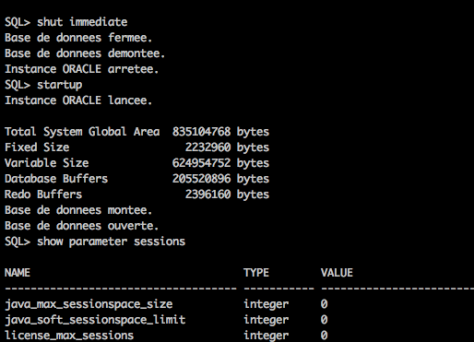 SQL> shut immediate
Base de donnees fermee.
Base de donnees demontee.
Instance ORACLE arretee.
SQL> startup
Instance ORACLE lancee.

Total System Global Area  835104768 bytes
Fixed Size                  2232960 bytes
Variable Size             624954752 bytes
Database Buffers          205520896 bytes
Redo Buffers                2396160 bytes
Base de donnees montee.
Base de donnees ouverte.
SQL> show parameter sessions

NAME                                 TYPE        VALUE
------------------------------------ ----------- ------------------------
java_max_sessionspace_size           integer     0
java_soft_sessionspace_limit         integer     0
license_max_sessions                 integer     0